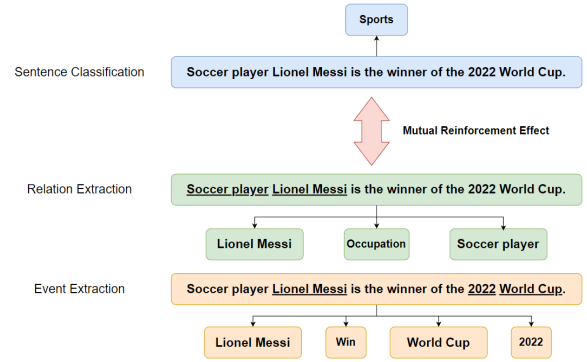 Sports
Sentence Classification
Soccer player Lionel Messi is the winner of the 2022 World Cup.
Mutual Reinforcement Effect
Relation Extraction
Soccer player Lionel Messi is the winner of the 2022 World Cup.
Lionel Messi
Occupation
Soccer player
Event Extraction
Soccer player Lionel Messi is the winner of the 2022 World Cup.
Lionel Messi
Win
World Cup
2022